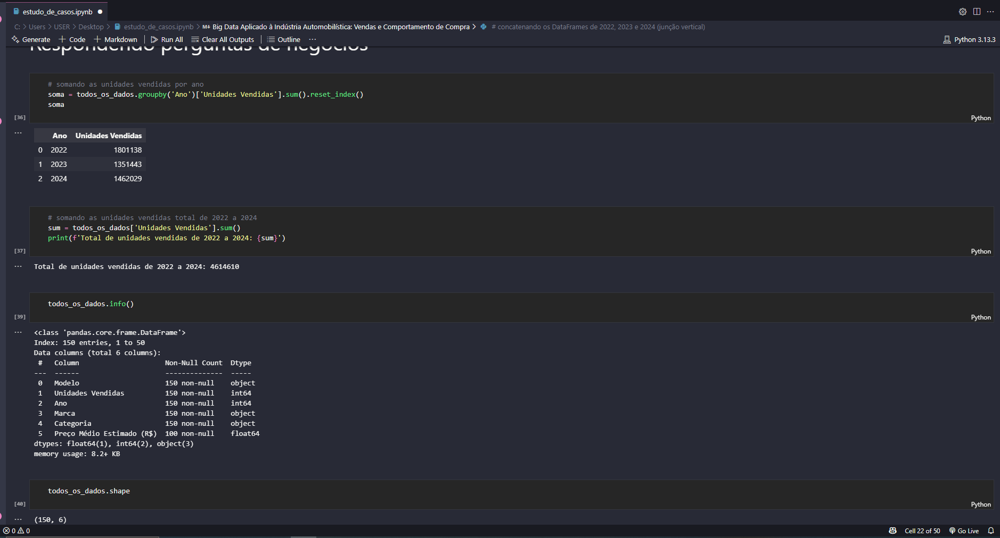 estudo_de_casos.ipynb
C: > Users > USER > Desktop > estudo_de_casos.ipynb > M↓ Big Data Aplicado à Indústria Automobilística: Vendas e Comportamento de Compra > # concatenando os DataFrames de 2022, 2023 e 2024 (junção vertical)
Generate + Code + Markdown | Run All Clear All Outputs | Outline ... Python 3.13.3
Respondendo perguntas de negócios
# somando as unidades vendidas por ano
soma = todos_os_dados.groupby('Ano')['Unidades Vendidas'].sum().reset_index()
soma
[36] Python
...
Ano Unidades Vendidas
0 2022 1801138
1 2023 1351443
2 2024 1462029
# somando as unidades vendidas total de 2022 a 2024
sum = todos_os_dados['Unidades Vendidas'].sum()
print(f'Total de unidades vendidas de 2022 a 2024: {sum}')
[37] Python
... Total de unidades vendidas de 2022 a 2024: 4614610
todos_os_dados.info()
[39] Python
... <class 'pandas.core.frame.DataFrame'>
Index: 150 entries, 1 to 50
Data columns (total 6 columns):
# Column Non-Null Count Dtype
--- ------ -------------- -----
0 Modelo 150 non-null object
1 Unidades Vendidas 150 non-null int64
2 Ano 150 non-null int64
3 Marca 150 non-null object
4 Categoria 150 non-null object
5 Preço Médio Estimado (R$) 100 non-null float64
dtypes: float64(1), int64(2), object(3)
memory usage: 8.2+ KB
todos_os_dados.shape
[40] Python
... (150, 6)
0 0 Cell 22 of 50 Go Live